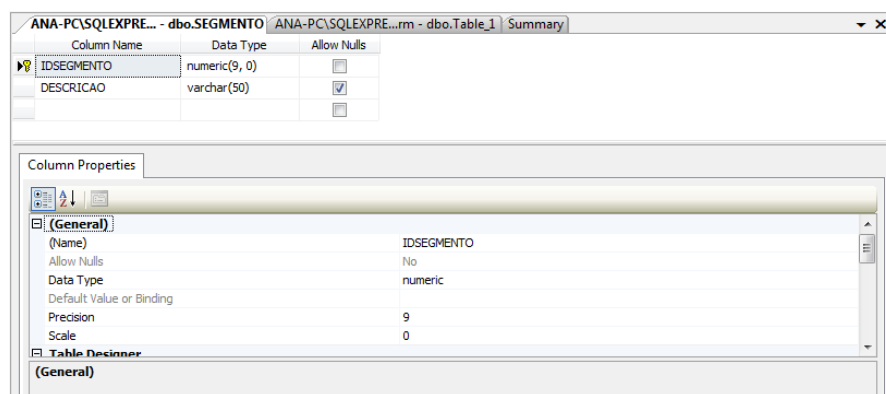 ANA-PC\SQLEXPRE... - dbo.SEGMENTO ANA-PC\SQLEXPRE...rm - dbo.Table_1 Summary
Column Name Data Type Allow Nulls
IDSEGMENTO numeric(9, 0)
DESCRICAO varchar(50)
Column Properties
(General)
(Name) IDSEGMENTO
Allow Nulls No
Data Type numeric
Default Value or Binding
Precision 9
Scale 0
Table Designer
(General)